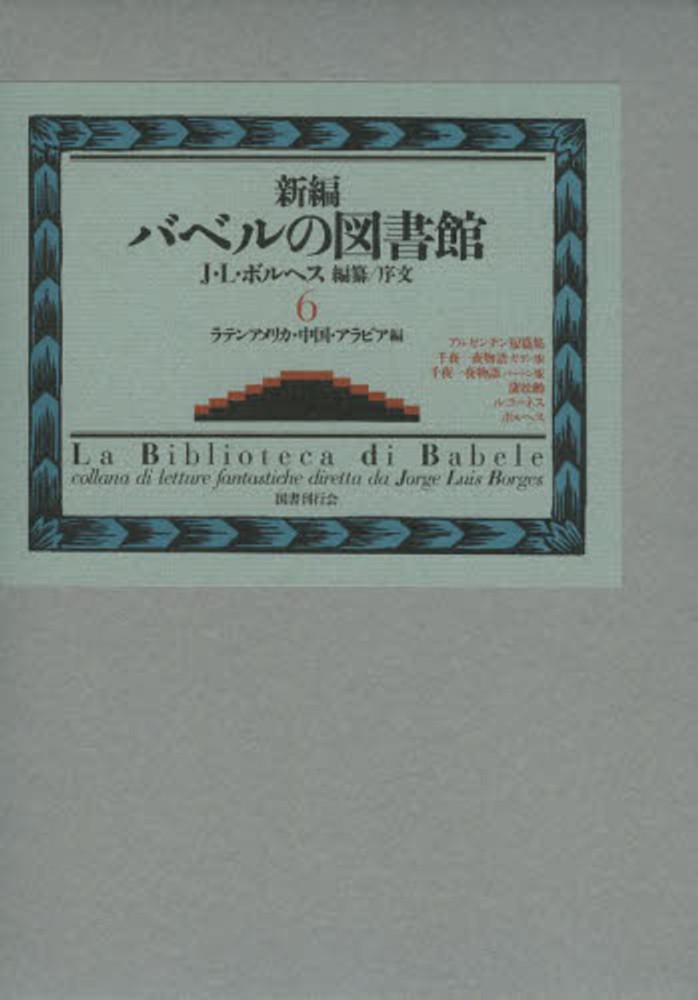 新編
バベルの図書館
J・L・ボルヘス 編纂/序文
6
ラテンアメリカ・中国・アラビア編
アルゼンチン短篇集
千夜一夜物語 ガラン版
千夜一夜物語 バートン版
蒲松齢
ルゴーネス
ボルヘス
La Biblioteca di Babele
collana di letture fantastiche diretta da Jorge Luis Borges
国書刊行会